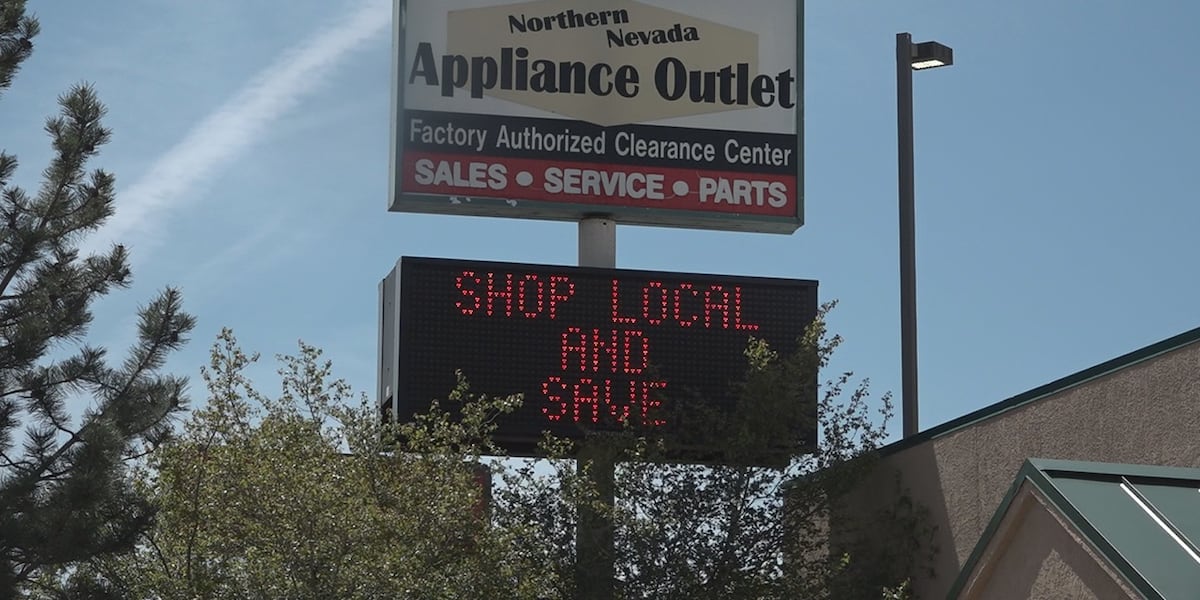 Northern
Nevada
Appliance Outlet
Factory Authorized Clearance Center
SALES • SERVICE • PARTS
SHOP LOCAL
AND
SAVE